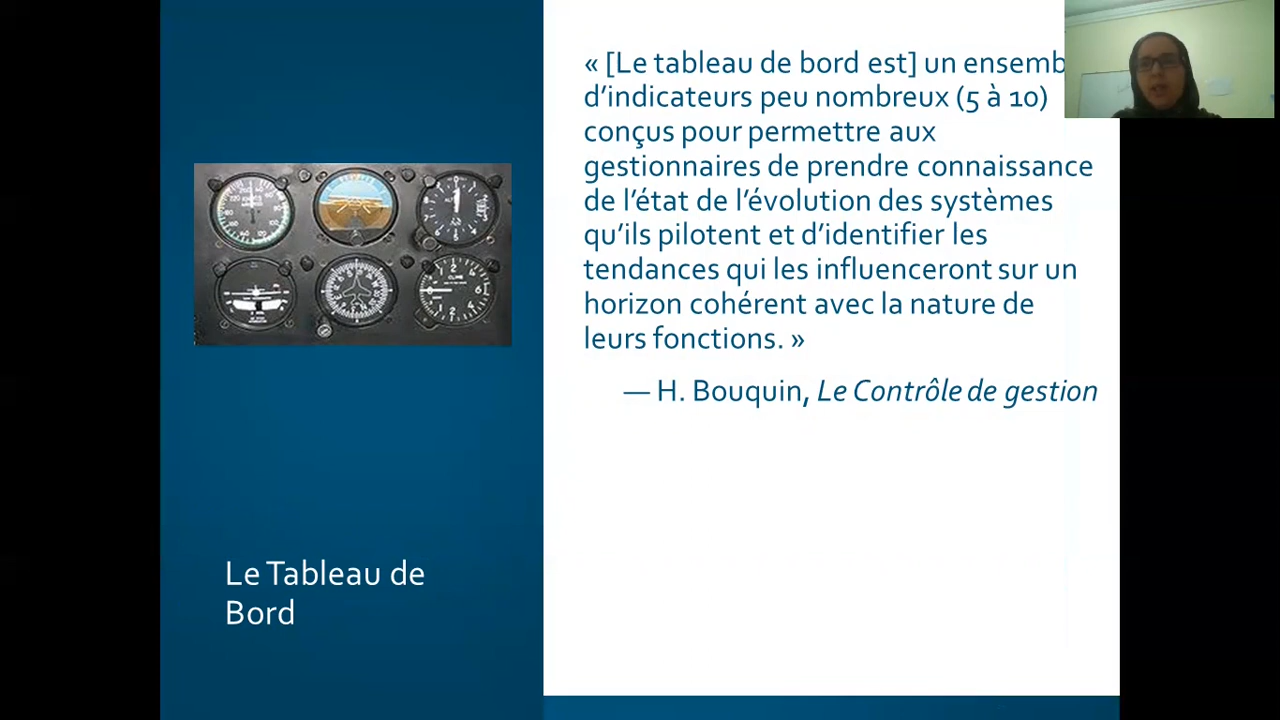 « [Le tableau de bord est] un ensemb
d’indicateurs peu nombreux (5 à 10)
conçus pour permettre aux
gestionnaires de prendre connaissance
de l’état de l’évolution des systèmes
qu’ils pilotent et d’identifier les
tendances qui les influenceront sur un
horizon cohérent avec la nature de
leurs fonctions. »
— H. Bouquin, Le Contrôle de gestion
Le Tableau de
Bord